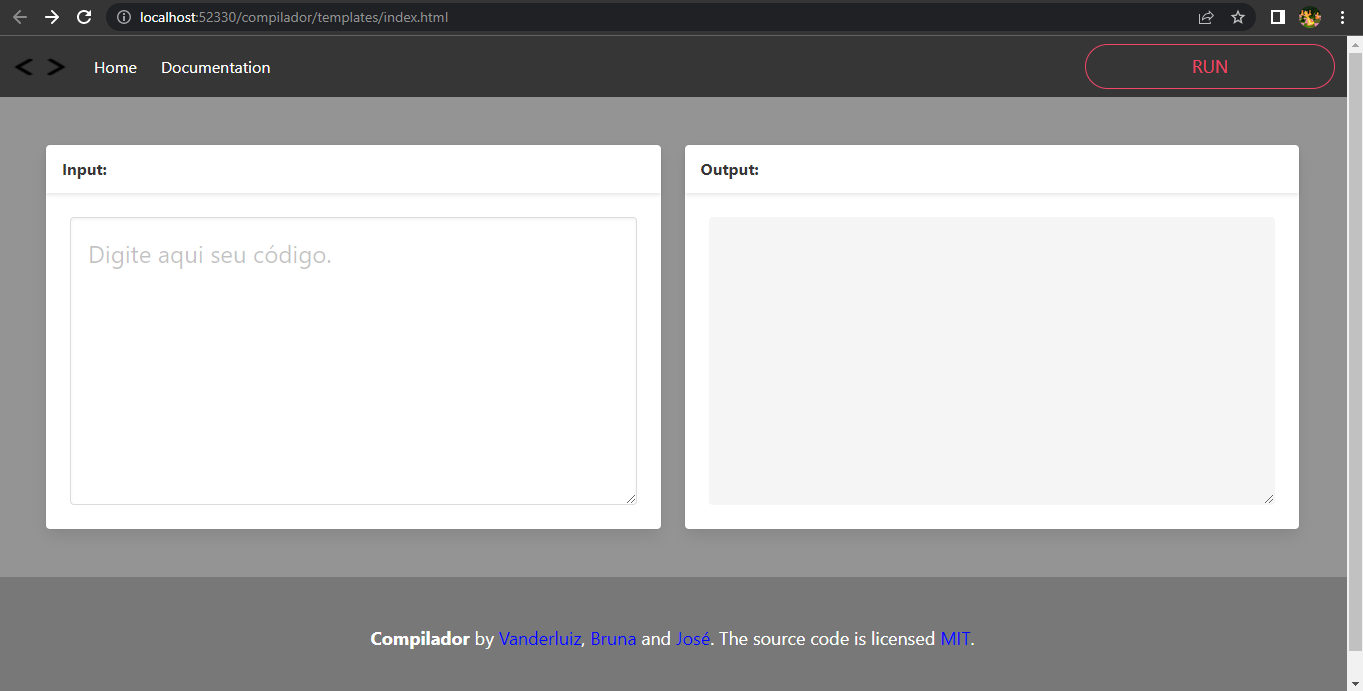 localhost:52330/compilador/templates/index.html
< > Home Documentation RUN
Input:
Digite aqui seu código.
Output:
Compilador by Vanderluiz, Bruna and José. The source code is licensed MIT.